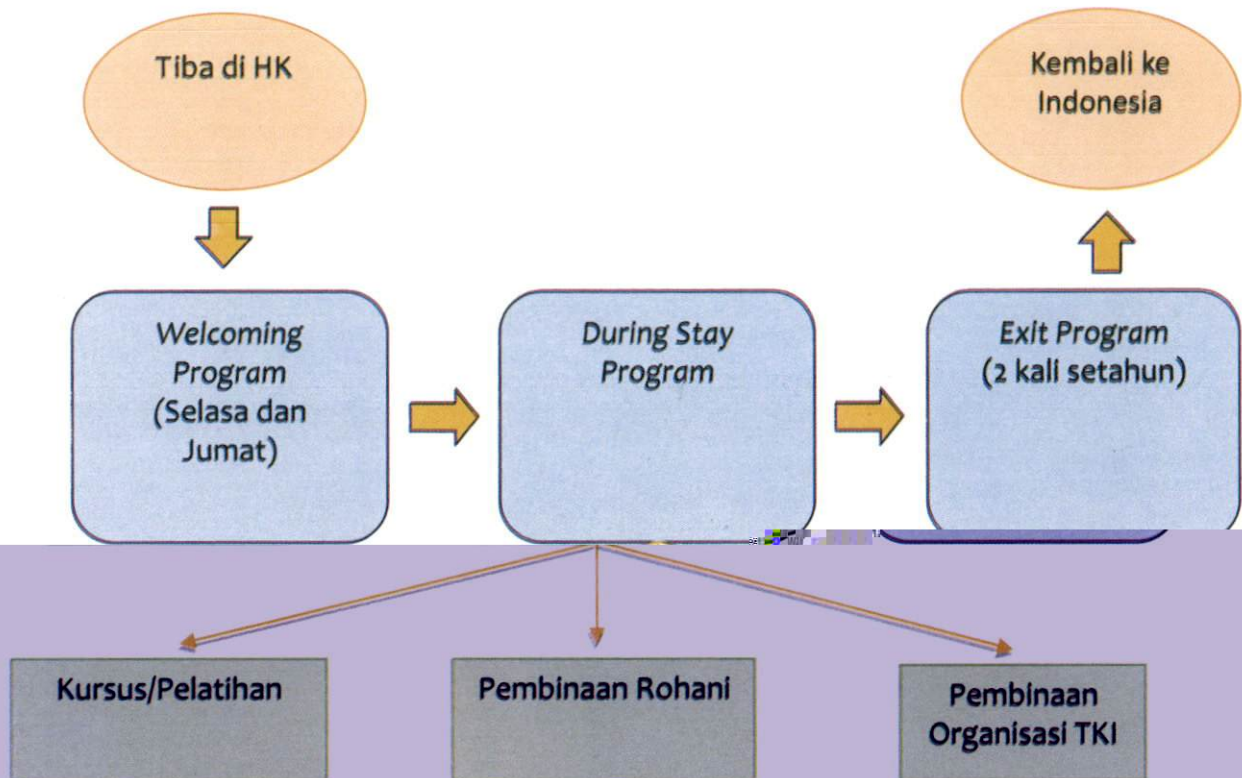 Tiba di HK
Kembali ke
Indonesia
Welcoming
Program
(Selasa dan
Jumat)
During Stay
Program
Exit Program
(2 kali setahun)
Kursus/Pelatihan
Pembinaan Rohani
Pembinaan
Organisasi TKI